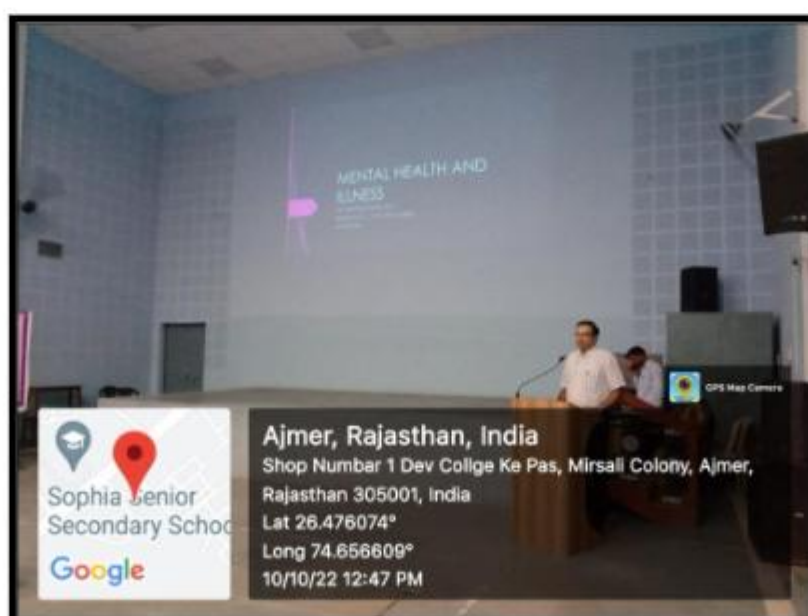 MENTAL HEALTH AND
ILLNESS
GPS Map Camera
Sophia Senior
Secondary Schoo
Google
Ajmer, Rajasthan, India
Shop Numbar 1 Dev Collge Ke Pas, Mirsali Colony, Ajmer,
Rajasthan 305001, India
Lat 26.476074°
Long 74.656609°
10/10/22 12:47 PM